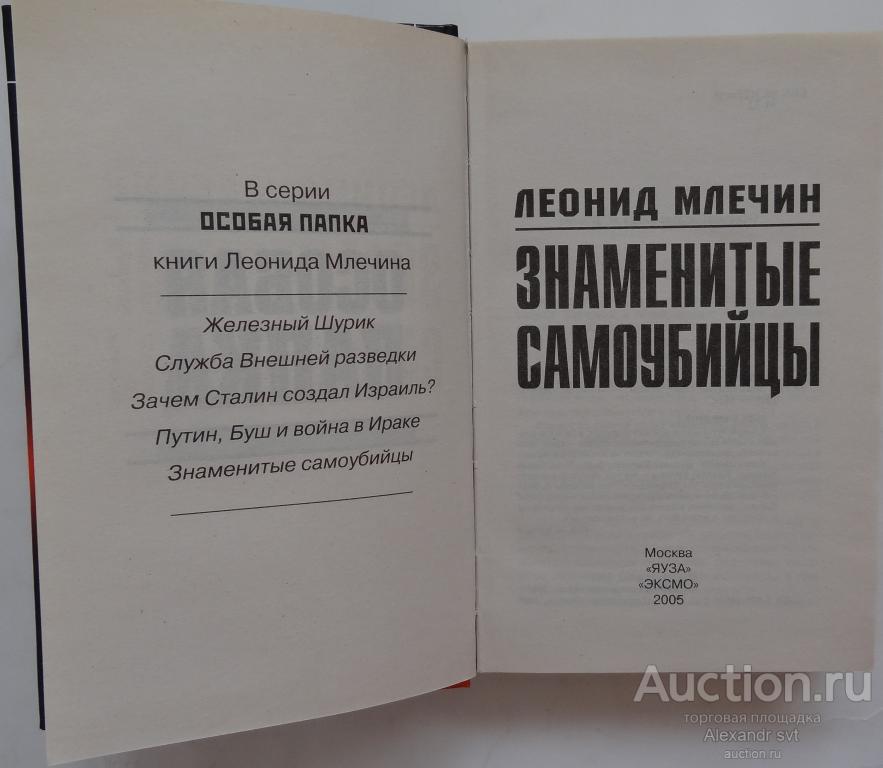 В серии
ОСОБАЯ ПАПКА
книги Леонида Млечина
Железный Шурик
Служба Внешней разведки
Зачем Сталин создал Израиль?
Путин, Буш и война в Ираке
Знаменитые самоубийцы
ЛЕОНИД МЛЕЧИН
ЗНАМЕНИТЫЕ
САМОУБИЙЦЫ
Москва
«ЯУЗА»
«ЭКСМО»
2005
Auction.ru
торговая площадка
Alexandr svt
auction.ru